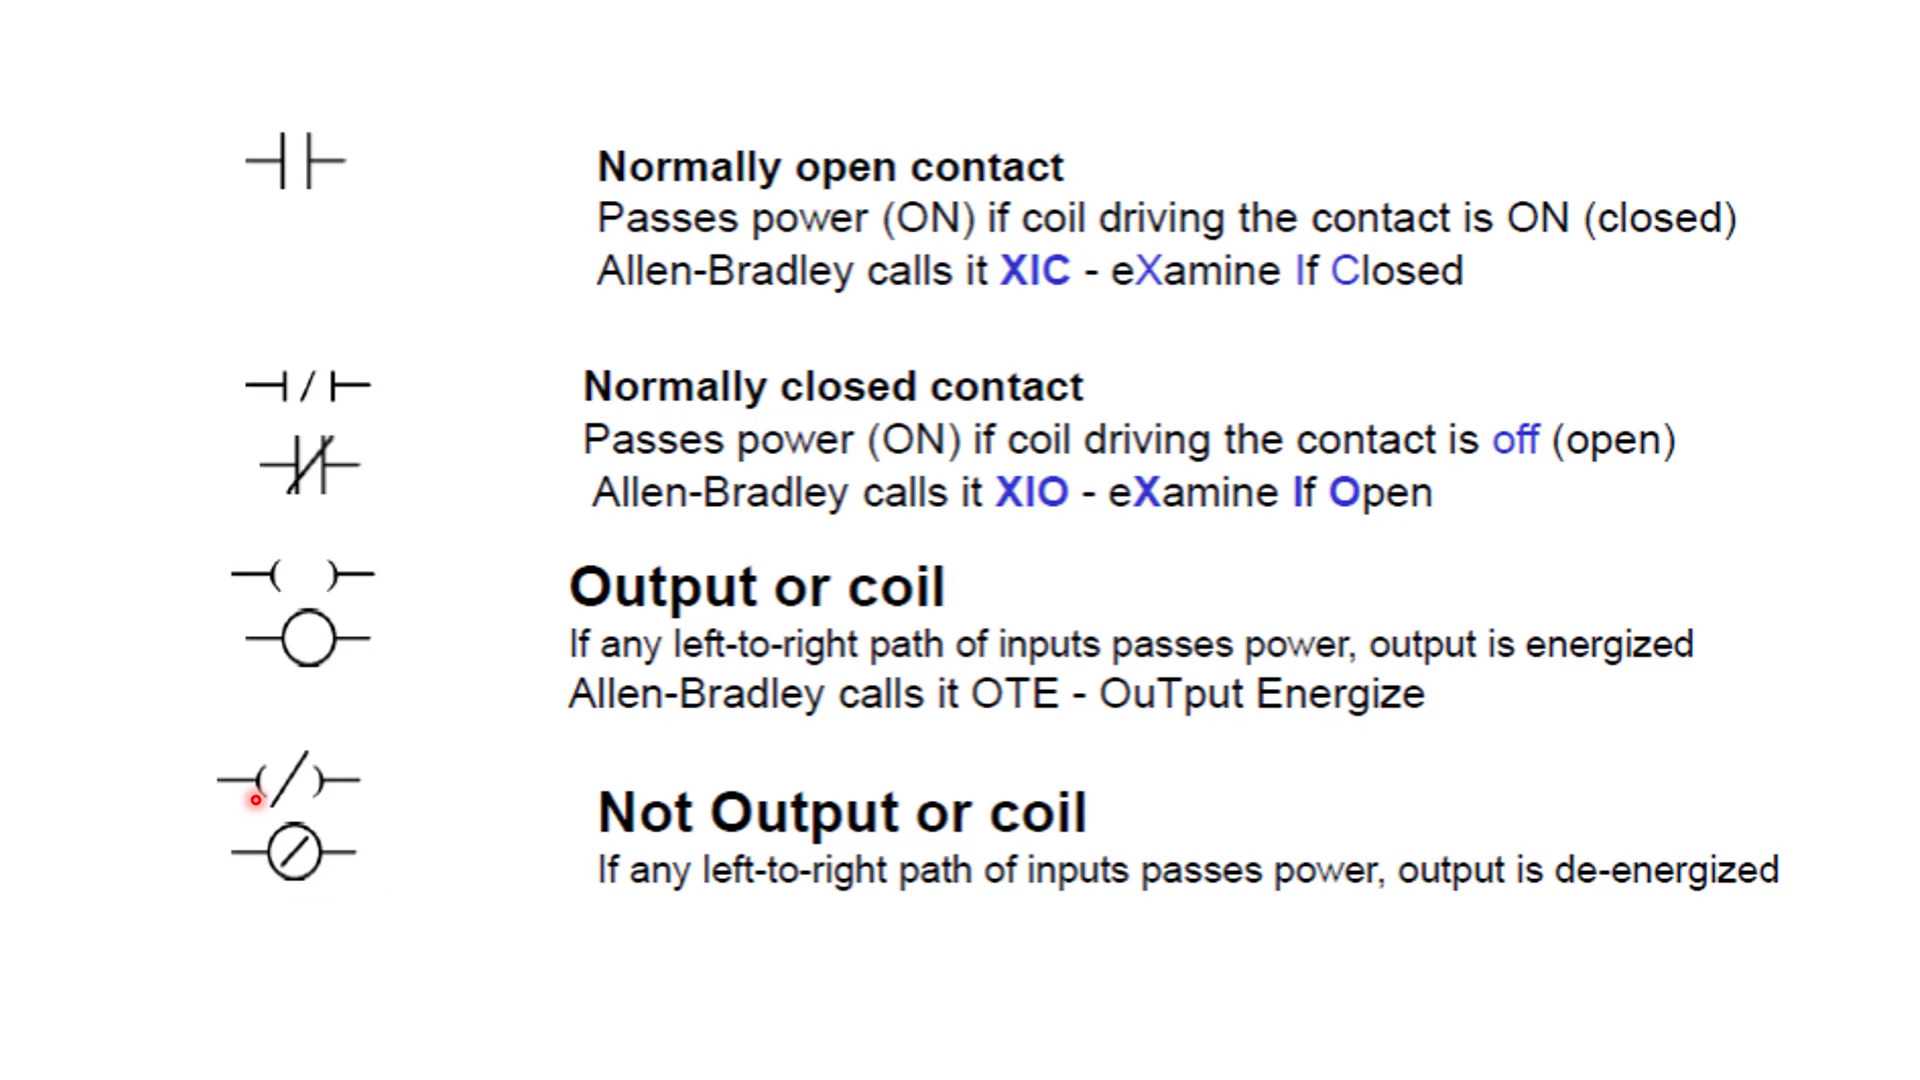 Normally open contact
Passes power (ON) if coil driving the contact is ON (closed)
Allen-Bradley calls it XIC - eXamine If Closed
Normally closed contact
Passes power (ON) if coil driving the contact is off (open)
Allen-Bradley calls it XIO - eXamine If Open
Output or coil
If any left-to-right path of inputs passes power, output is energized
Allen-Bradley calls it OTE - OuTput Energize
Not Output or coil
If any left-to-right path of inputs passes power, output is de-energized